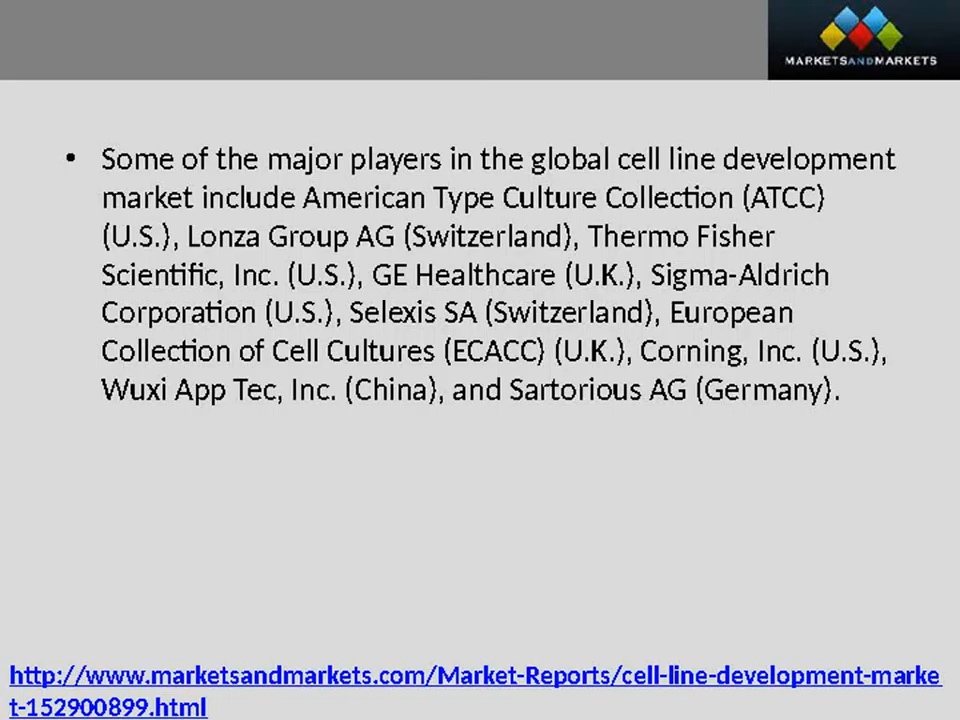 MARKETSANDMARKETS
• Some of the major players in the global cell line development
market include American Type Culture Collection (ATCC)
(U.S.), Lonza Group AG (Switzerland), Thermo Fisher
Scientific, Inc. (U.S.), GE Healthcare (U.K.), Sigma-Aldrich
Corporation (U.S.), Selexis SA (Switzerland), European
Collection of Cell Cultures (ECACC) (U.K.), Corning, Inc. (U.S.),
Wuxi App Tec, Inc. (China), and Sartorious AG (Germany).
http://www.marketsandmarkets.com/Market-Reports/cell-line-development-marke
t-152900899.html